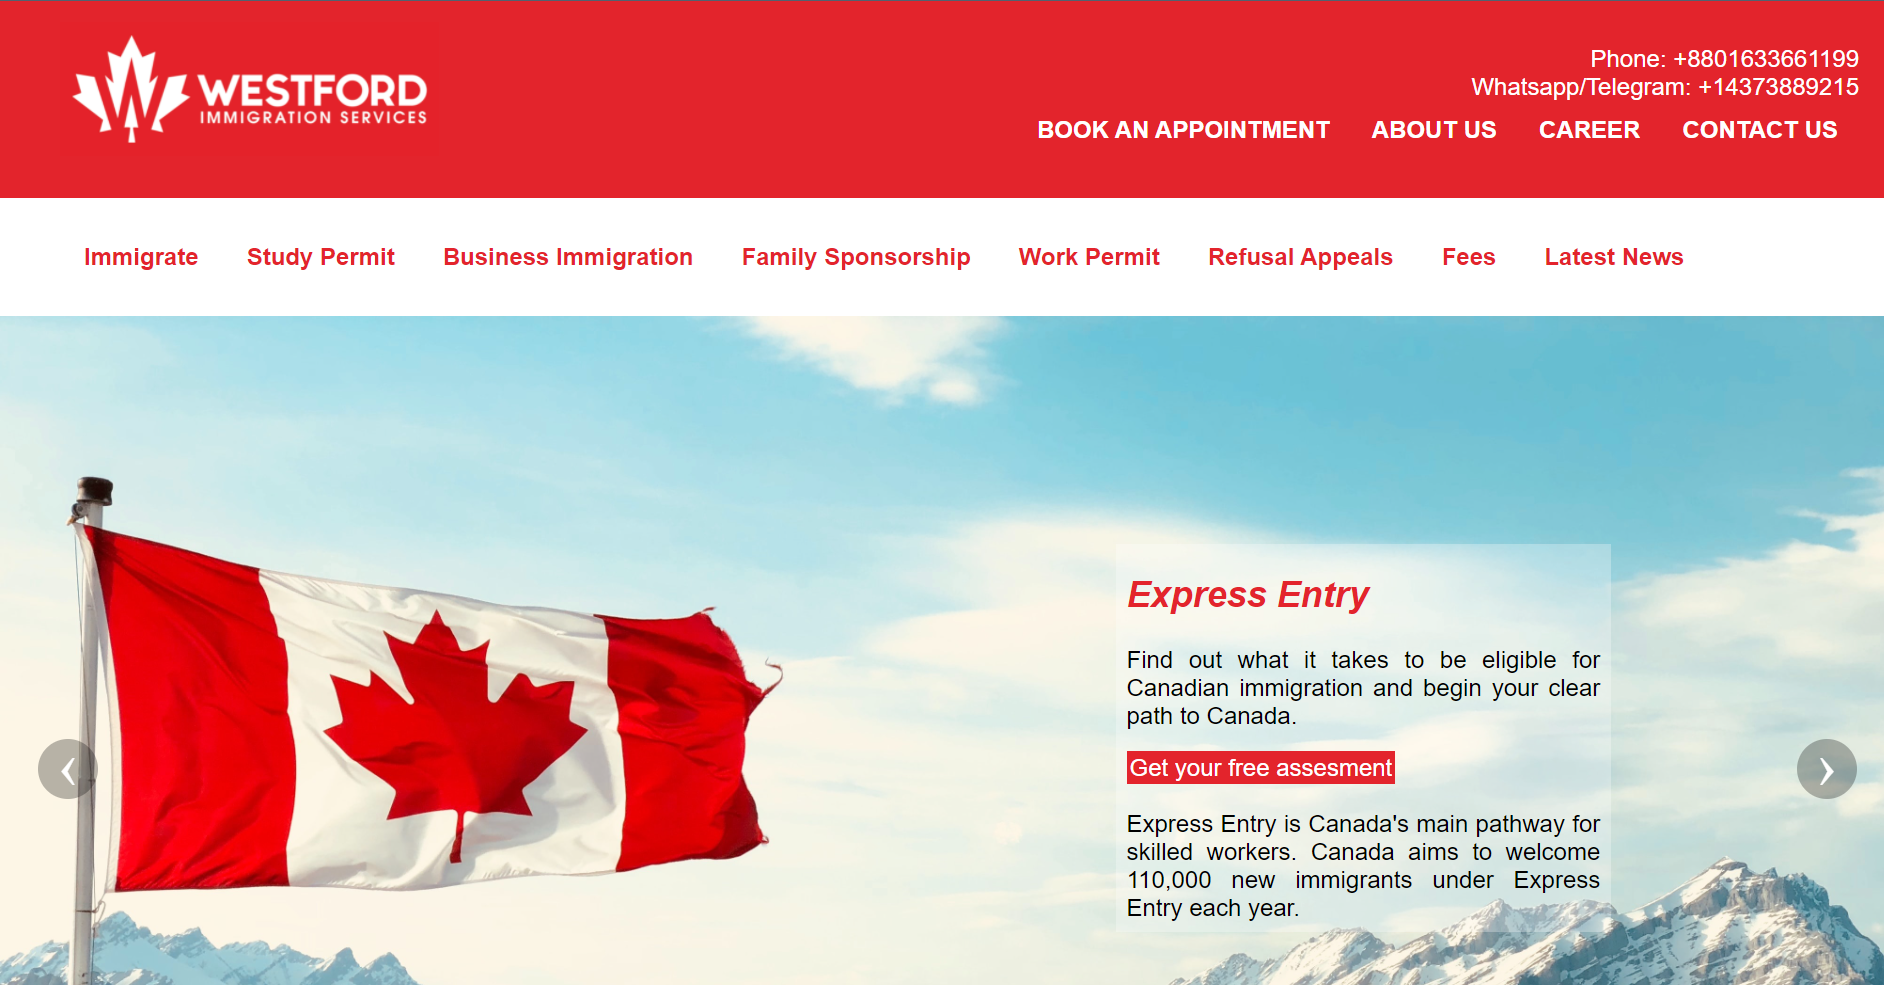 WESTFORD
IMMIGRATION SERVICES
Phone: +8801633661199
Whatsapp/Telegram: +14373889215
BOOK AN APPOINTMENT ABOUT US CAREER CONTACT US
Immigrate Study Permit Business Immigration Family Sponsorship Work Permit Refusal Appeals Fees Latest News
Express Entry
Find out what it takes to be eligible for
Canadian immigration and begin your clear
path to Canada.
Get your free assesment
Express Entry is Canada's main pathway for
skilled workers. Canada aims to welcome
110,000 new immigrants under Express
Entry each year.